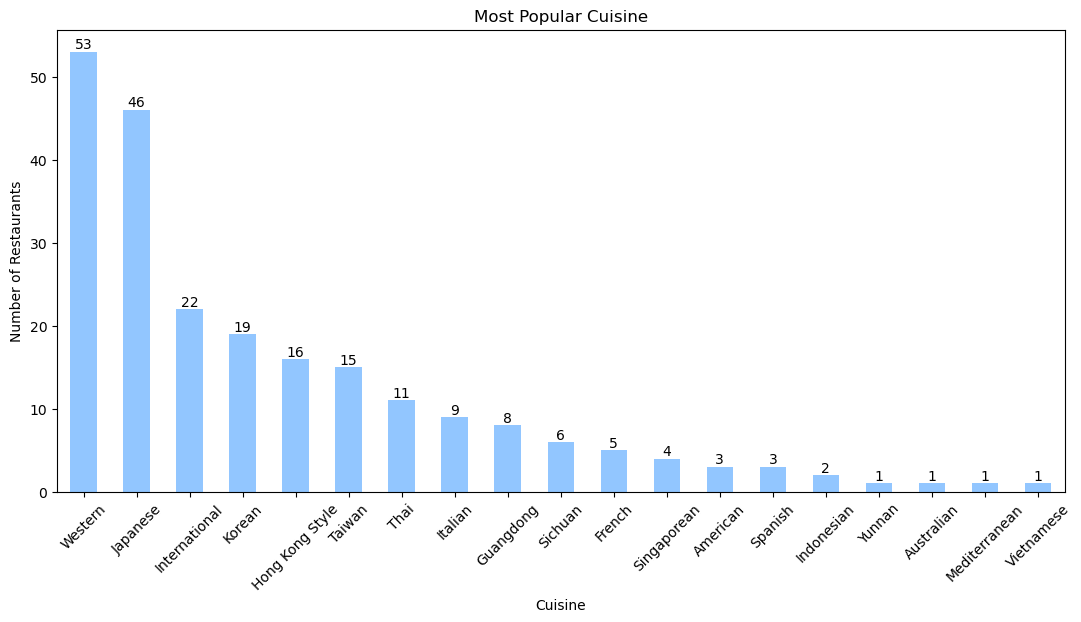 Most Popular Cuisine
Number of Restaurants
50
40
30
20
10
0
53
46
22
19
16
15
11
9
8
6
5
4
3
3
2
1
1
1
1
Western
Japanese
International
Korean
Hong Kong Style
Taiwan
Thai
Italian
Guangdong
Sichuan
French
Singaporean
American
Spanish
Indonesian
Yunnan
Australian
Mediterranean
Vietnamese
Cuisine